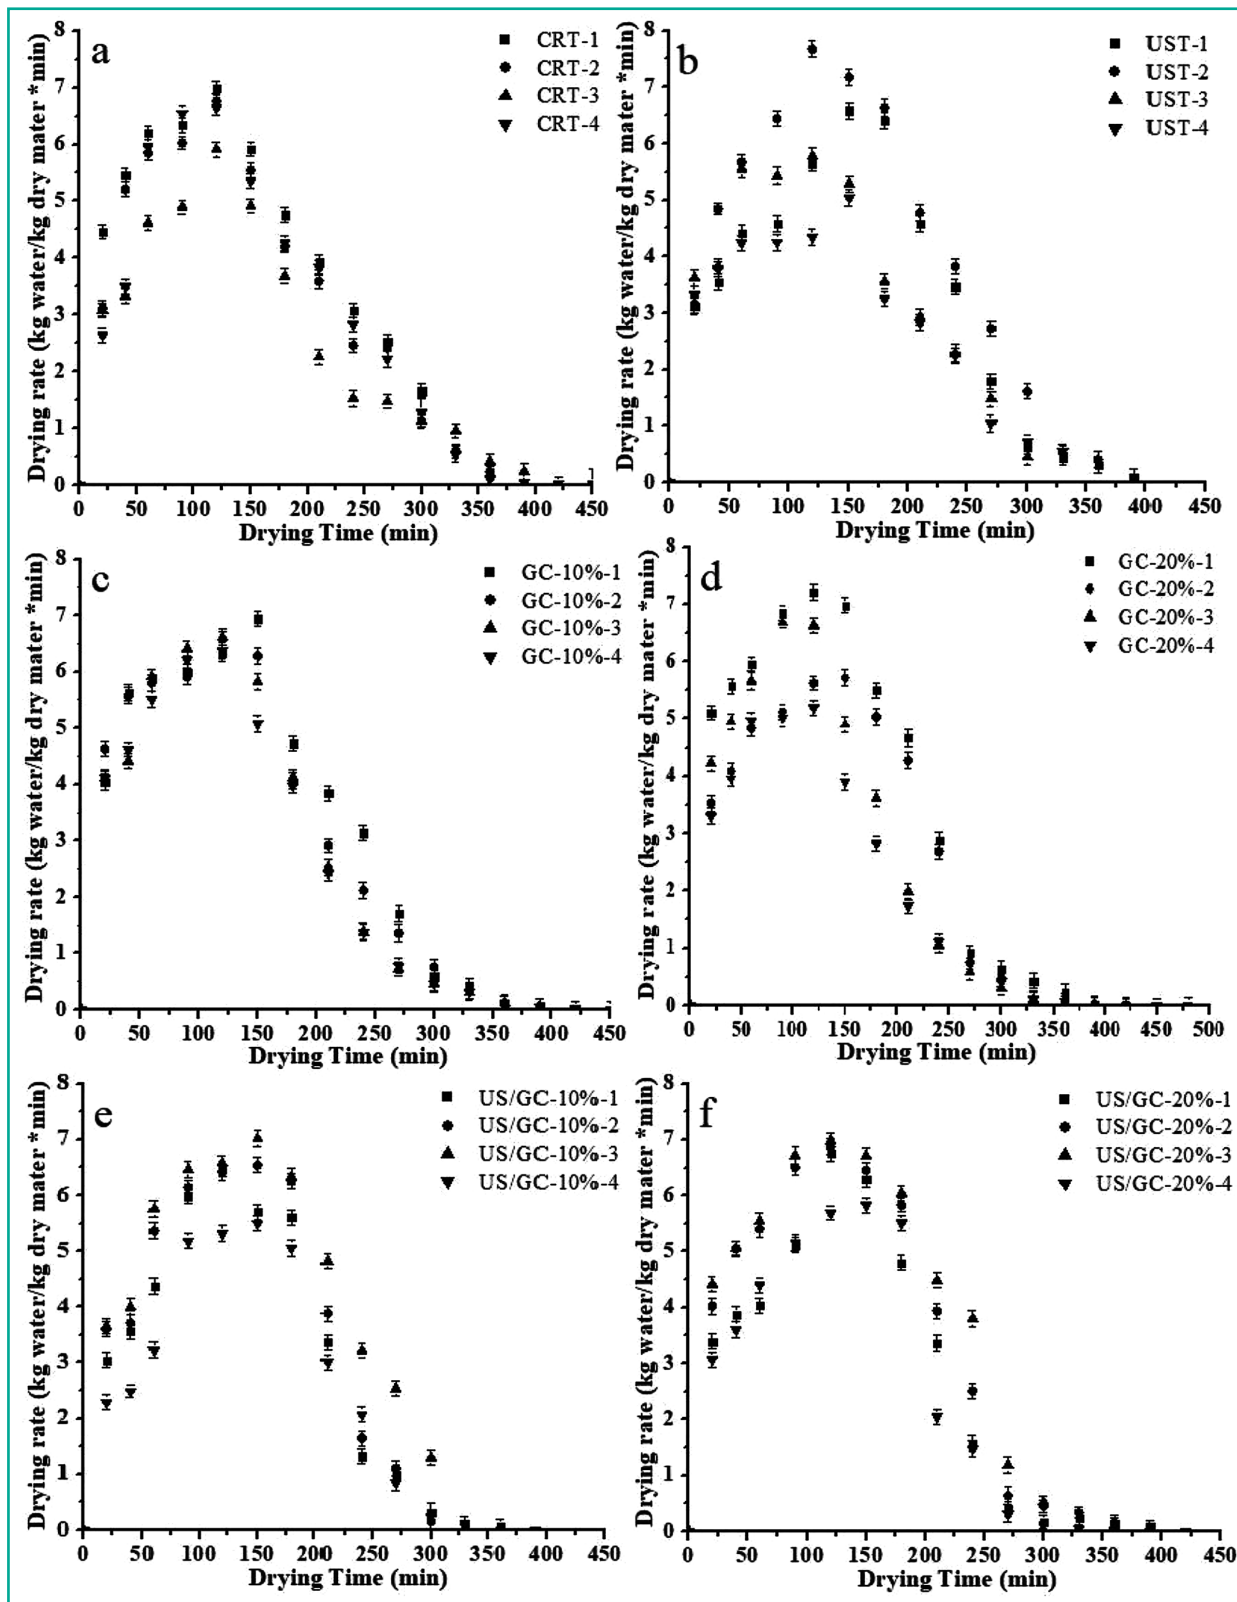 a
CRT-1
CRT-2
CRT-3
CRT-4
Drying rate (kg water/kg dry mater *min)
8
7
6
5
4
3
2
1
0
0 50 100 150 200 250 300 350 400 450
Drying Time (min)
b
UST-1
UST-2
UST-3
UST-4
Drying rate (kg water/kg dry mater *min)
8
7
6
5
4
3
2
1
0
0 50 100 150 200 250 300 350 400 450
Drying Time (min)
c
GC-10%-1
GC-10%-2
GC-10%-3
GC-10%-4
Drying rate (kg water/kg dry mater *min)
8
7
6
5
4
3
2
1
0
0 50 100 150 200 250 300 350 400 45
Drying Time (min)
d
GC-20%-1
GC-20%-2
GC-20%-3
GC-20%-4
Drying rate (kg water/kg dry mater *min)
8
7
6
5
4
3
2
1
0
0 50 100 150 200 250 300 350 400 450 500
Drying Time (min)
e
US/GC-10%-1
US/GC-10%-2
US/GC-10%-3
US/GC-10%-4
Drying rate (kg water/kg dry mater *min)
8
7
6
5
4
3
2
1
0
0 50 100 150 200 250 300 350 400 450
Drying Time (min)
f
US/GC-20%-1
US/GC-20%-2
US/GC-20%-3
US/GC-20%-4
Drying rate (kg water/kg dry mater *min)
8
7
6
5
4
3
2
1
0
0 50 100 150 200 250 300 350 400 450
Drying Time (min)